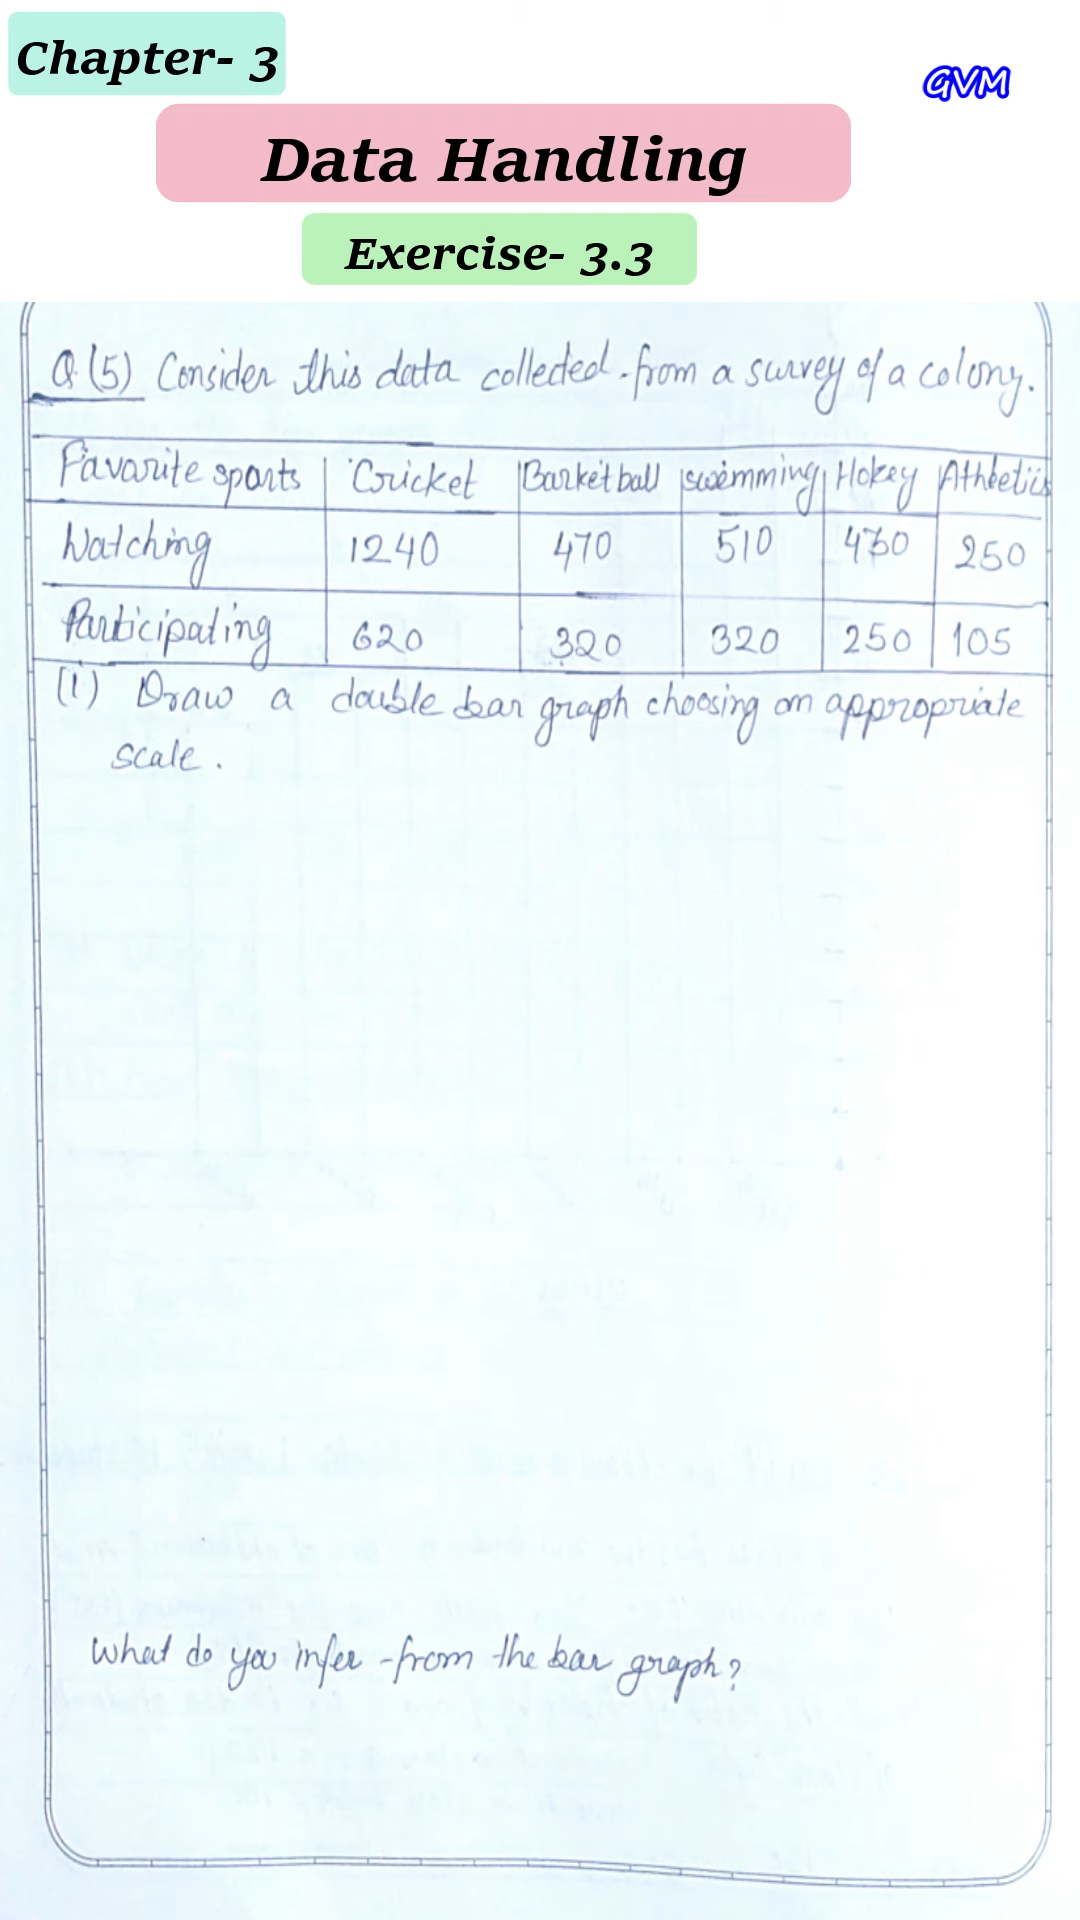 Chapter- 3
GVM
Data Handling
Exercise- 3.3
Q.(5) Consider this data collected from a survey of a colony.
Favorite sports Cricket Barketball swimming Hokey Athletics
Watching 1240 470 510 430 250
Participating 620 320 320 250 105
(i) Draw a double bar graph choosing an appropriate
scale.
What do you infer from the bar graph?